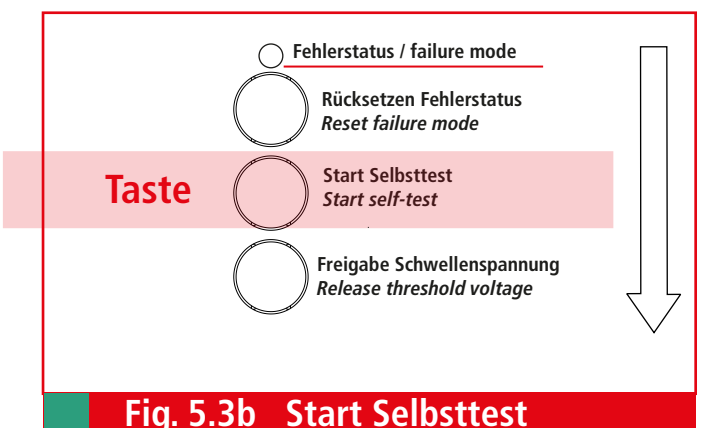 Fehlerstatus / failure mode
Rücksetzen Fehlerstatus
Reset failure mode
Taste
Start Selbsttest
Start self-test
Freigabe Schwellenspannung
Release threshold voltage
Fig. 5.3b Start Selbsttest